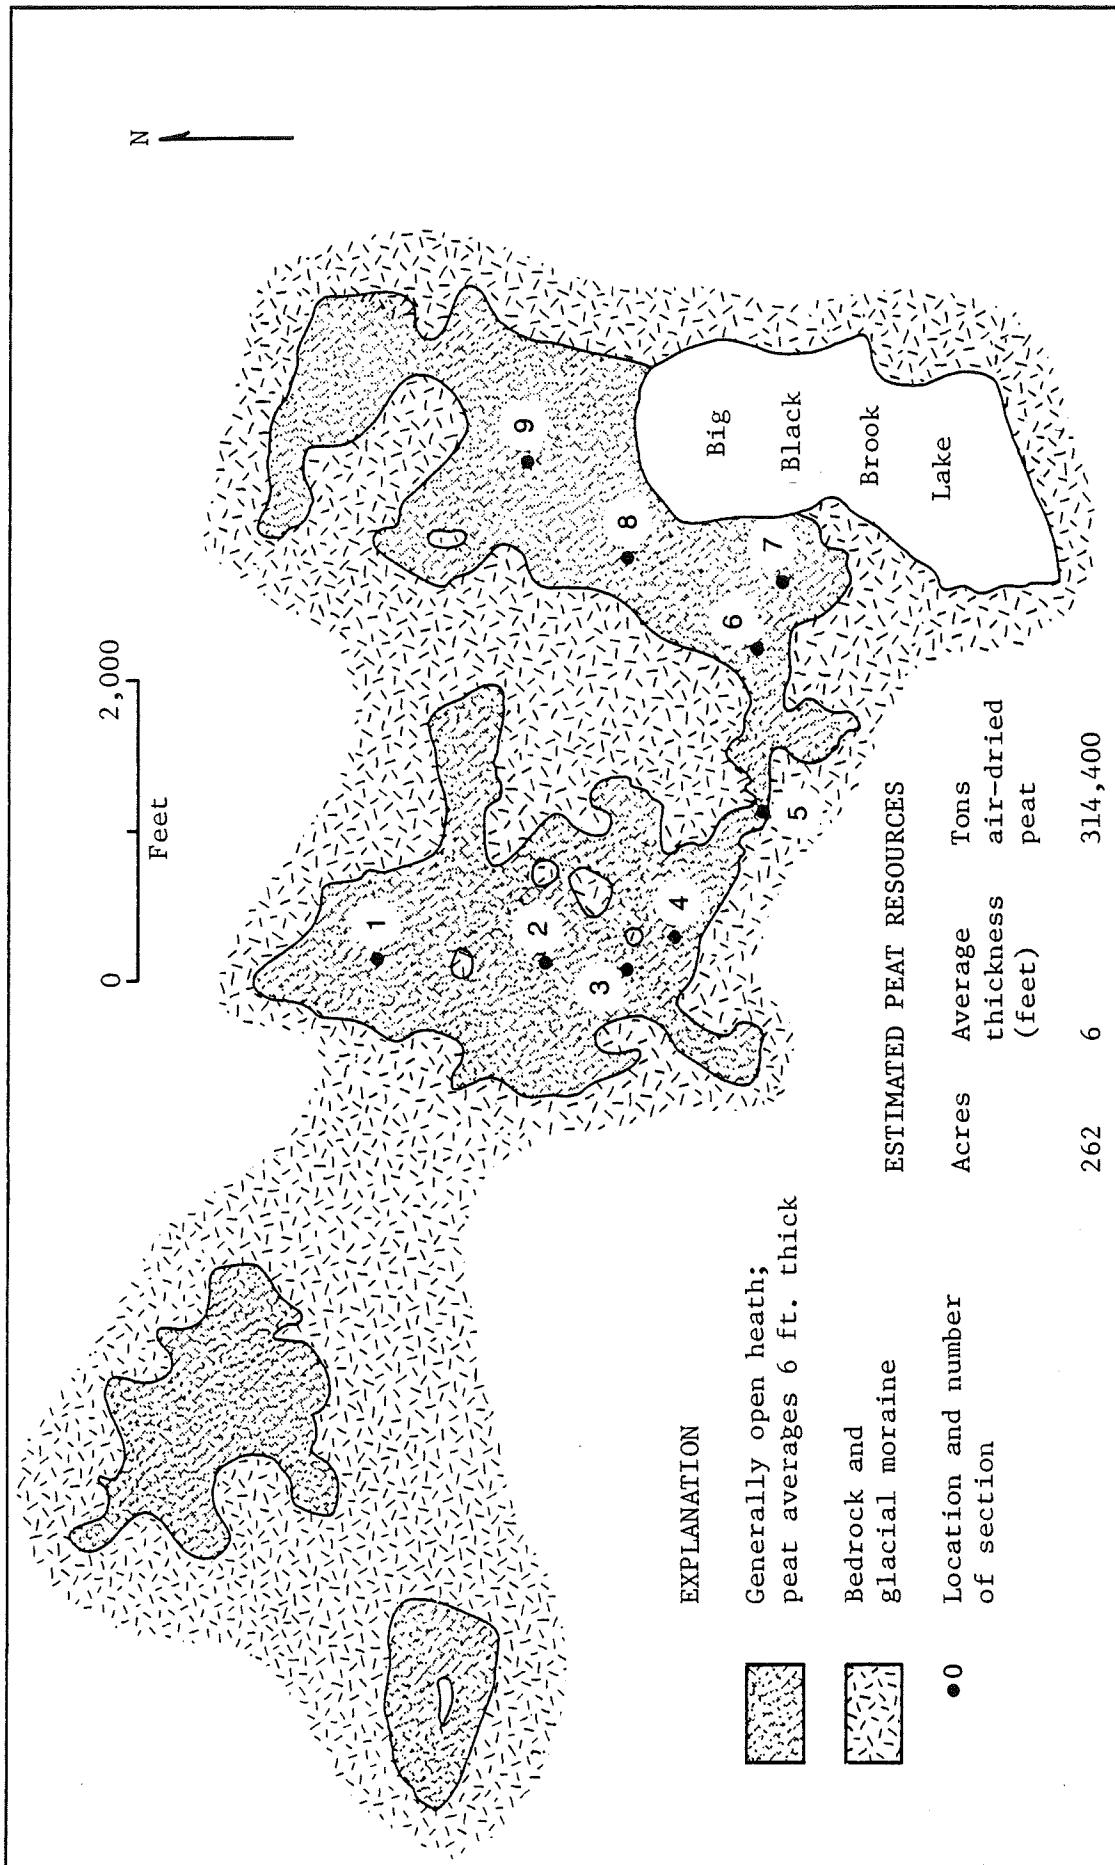 N
0 2,000
Feet
1
2
3
4
5
6
7
8
9
Big
Black
Brook
Lake
EXPLANATION
Generally open heath;
peat averages 6 ft. thick
Bedrock and
glacial moraine
0 Location and number
of section
ESTIMATED PEAT RESOURCES
Acres Average Tons
thickness air-dried
(feet) peat
262 6 314,400